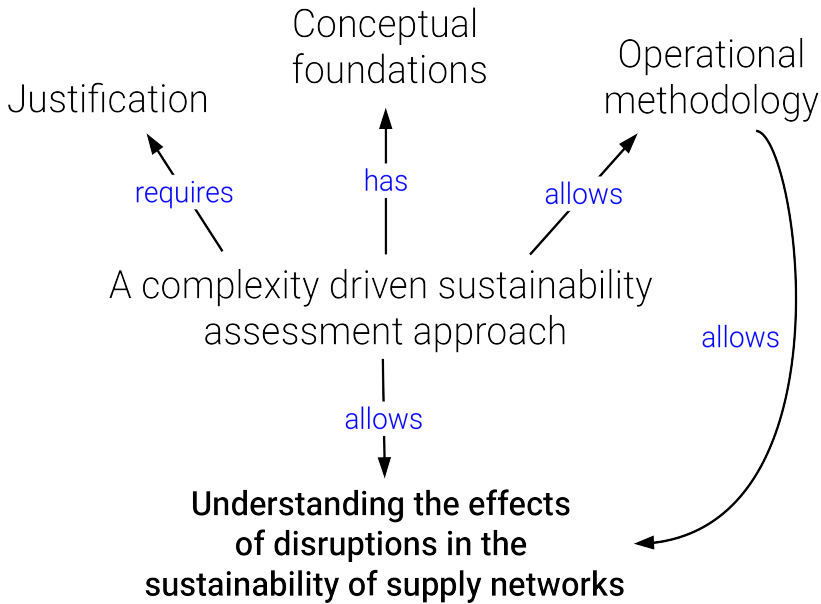 Conceptual
foundations
Operational
methodology
Justification
requires
has
allows
A complexity driven sustainability
assessment approach
allows
allows
Understanding the effects
of disruptions in the
sustainability of supply networks